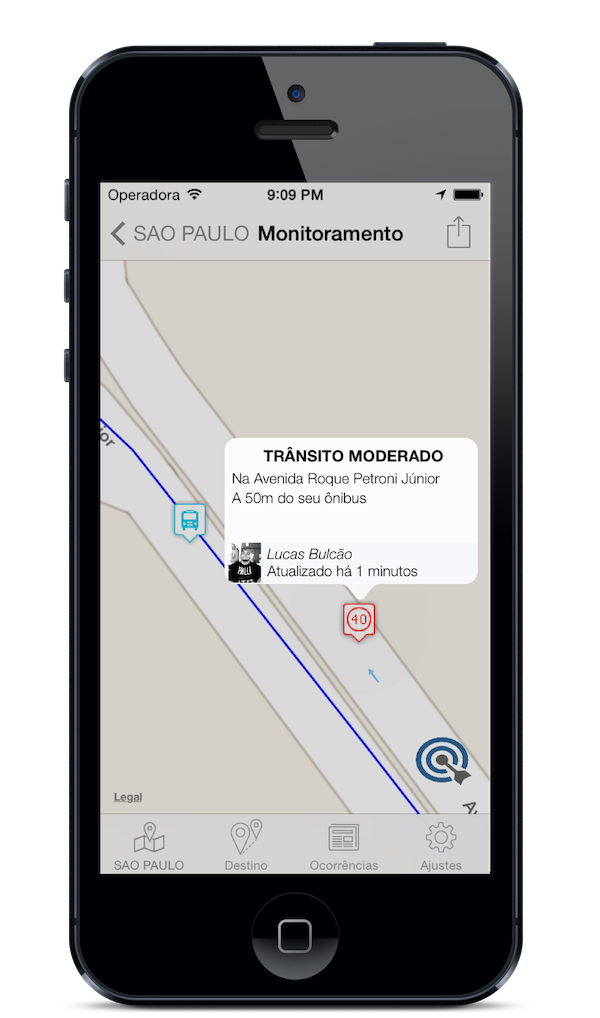 Operadora 9:09 PM
SAO PAULO Monitoramento
TRÂNSITO MODERADO
Na Avenida Roque Petroni Júnior
A 50m do seu ônibus
Lucas Bulcão
Atualizado há 1 minutos
40
Legal
SAO PAULO Destino Ocorrências Ajustes